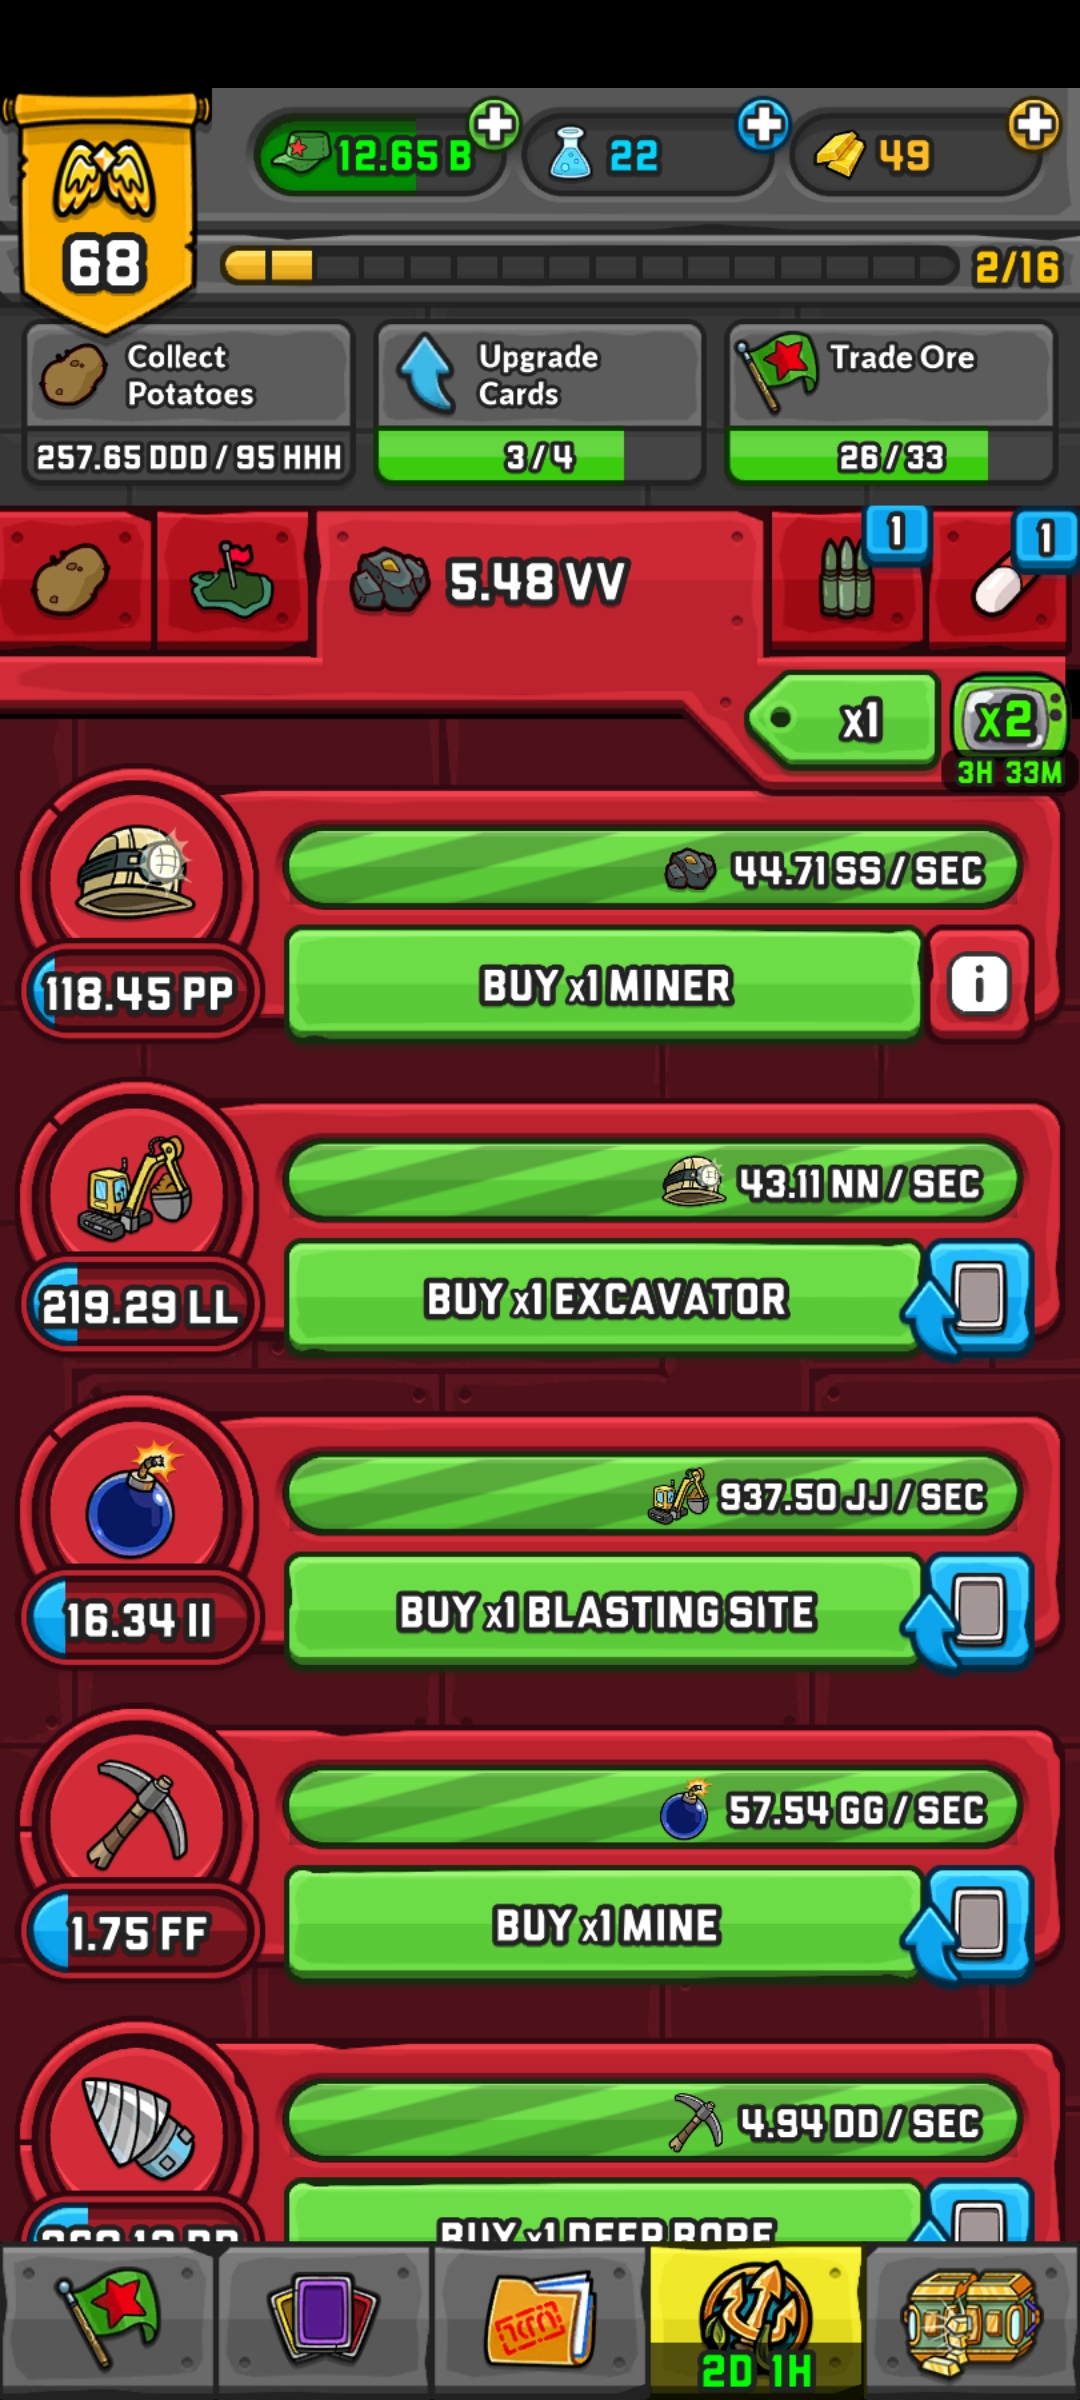 12.65 B
22
49
68
2/16
Collect
Potatoes
Upgrade
Cards
Trade Ore
257.65 DDD / 95 HHH
3/4
26/33
5.48 VV
1
1
x1
x2
3H 33M
44.71 SS / SEC
118.45 PP
BUY x1 MINER
i
43.11 NN / SEC
219.29 LL
BUY x1 EXCAVATOR
937.50 JJ / SEC
16.34 II
BUY x1 BLASTING SITE
57.54 GG / SEC
1.75 FF
BUY x1 MINE
4.94 DD / SEC
BUY x1 DEEP BORE
2D 1H